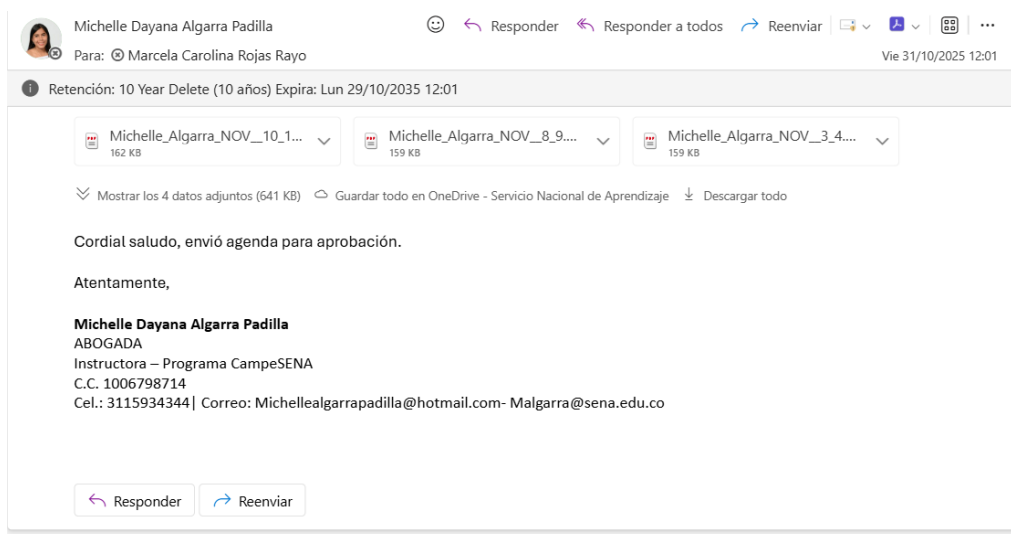 Michelle Dayana Algarra Padilla
Responder
Responder a todos
Reenviar
Para: Marcela Carolina Rojas Rayo
Vie 31/10/2025 12:01
Retención: 10 Year Delete (10 años) Expira: Lun 29/10/2035 12:01
Michelle_Algarra_NOV__10_1...
162 KB
Michelle_Algarra_NOV__8_9....
159 KB
Michelle_Algarra_NOV__3_4....
159 KB
Mostrar los 4 datos adjuntos (641 KB)
Guardar todo en OneDrive - Servicio Nacional de Aprendizaje
Descargar todo
Cordial saludo, envió agenda para aprobación.
Atentamente,
Michelle Dayana Algarra Padilla
ABOGADA
Instructora – Programa CampeSENA
C.C. 1006798714
Cel.: 3115934344| Correo: Michellealgarrapadilla@hotmail.com- Malgarra@sena.edu.co
Responder
Reenviar